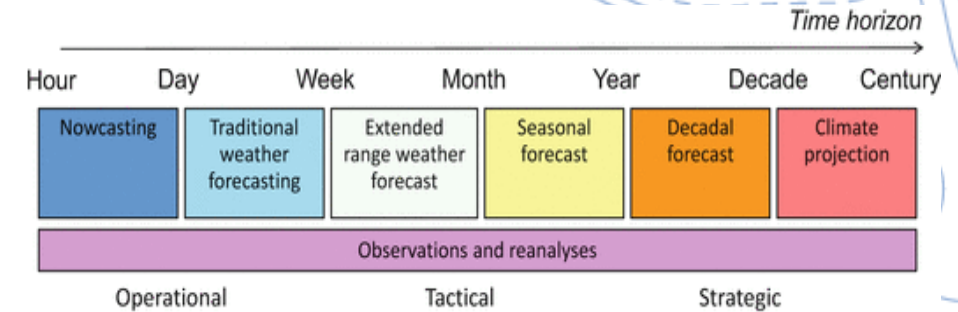 Time horizon
Hour Day Week Month Year Decade Century
Nowcasting
Traditional
weather
forecasting
Extended
range weather
forecast
Seasonal
forecast
Decadal
forecast
Climate
projection
Observations and reanalyses
Operational Tactical Strategic